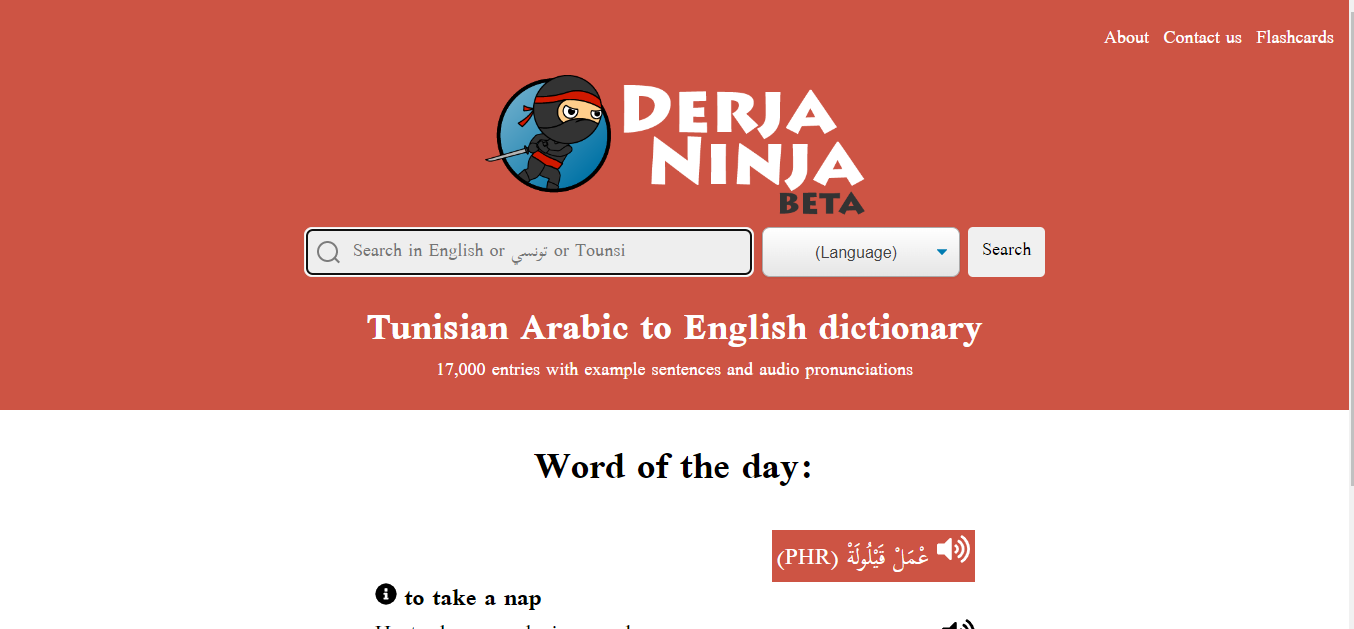 About Contact us Flashcards
DERJA
NINJA
BETA
Search in English or تونسي or Tounsi
(Language)
Search
Tunisian Arabic to English dictionary
17,000 entries with example sentences and audio pronunciations
Word of the day:
عْمَلْ قَيْلُولَةْ (PHR)
to take a nap